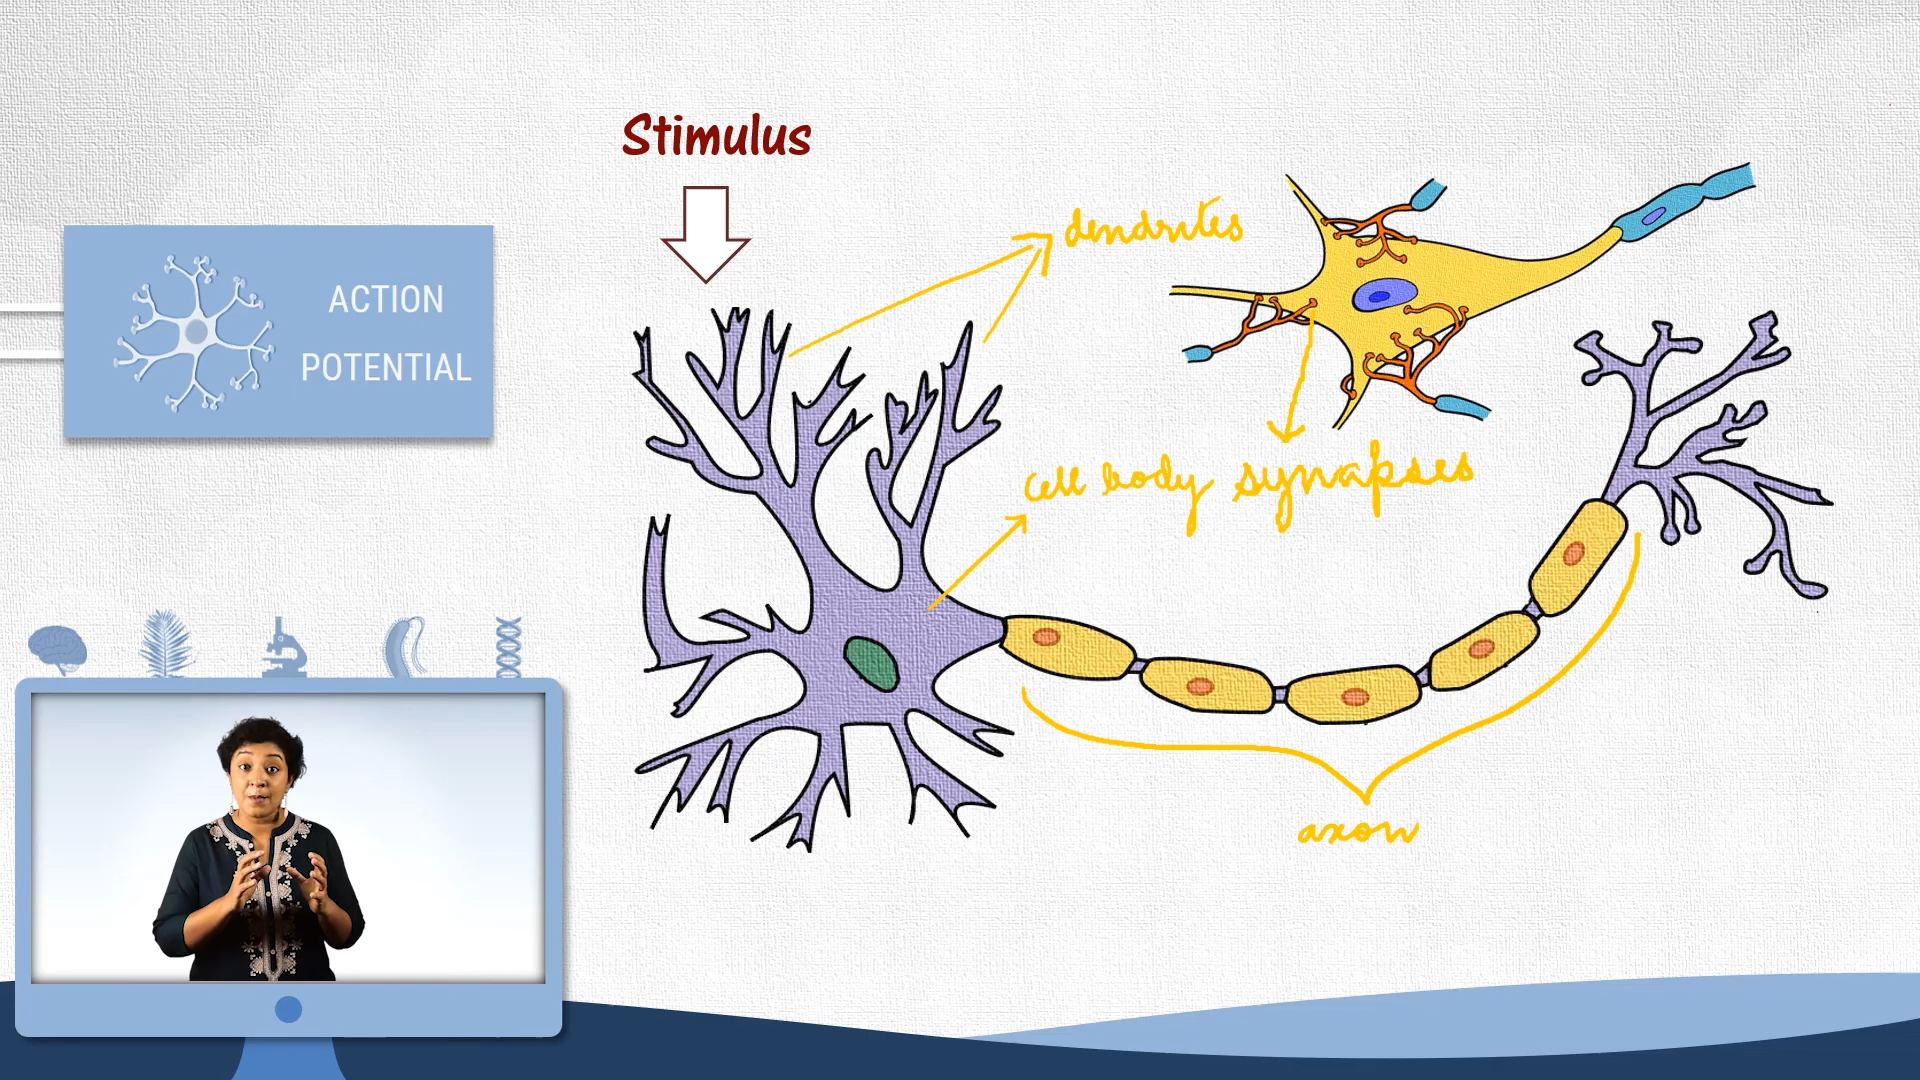 Stimulus
ACTION
POTENTIAL
dendrites
cell body
synapses
axon